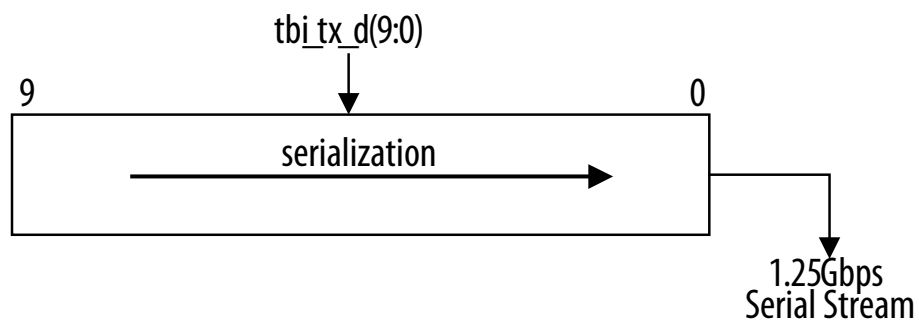 tbi_tx_d(9:0)
9
0
serialization
1.25Gbps
Serial Stream